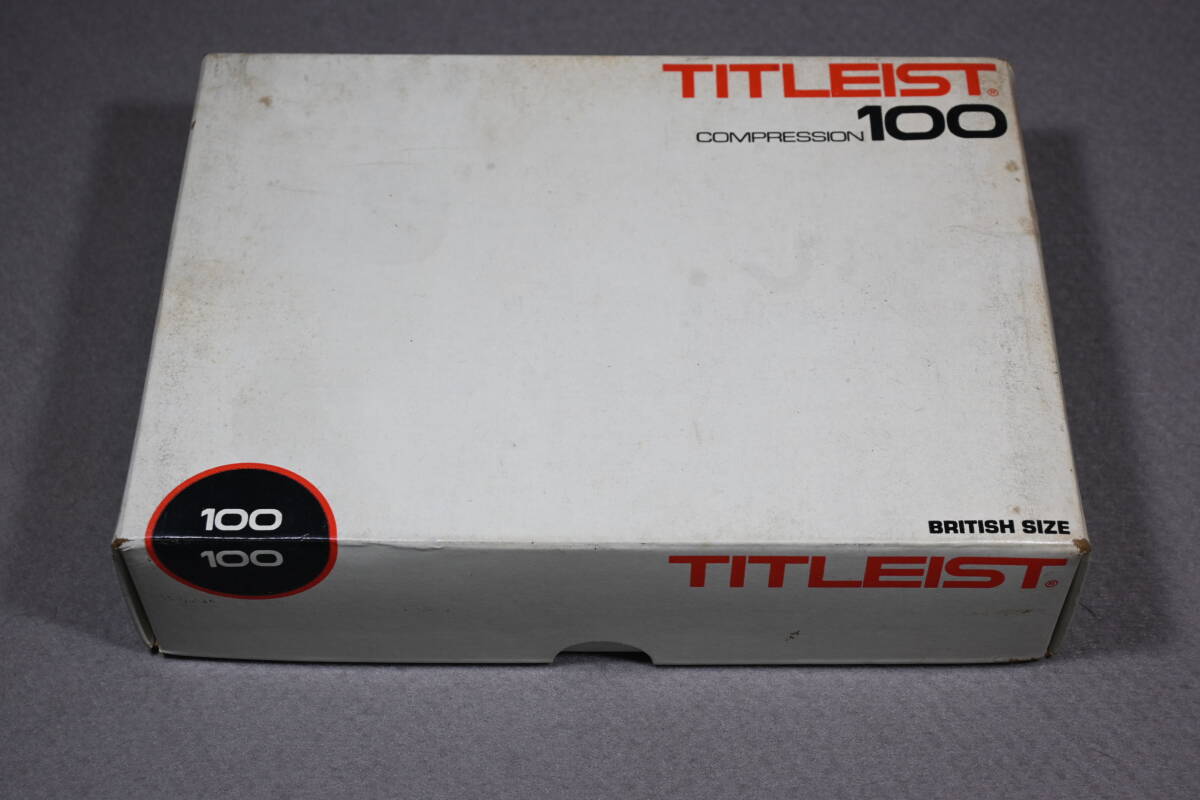 TITLEIST®
COMPRESSION 100
100
100
BRITISH SIZE
TITLEIST®